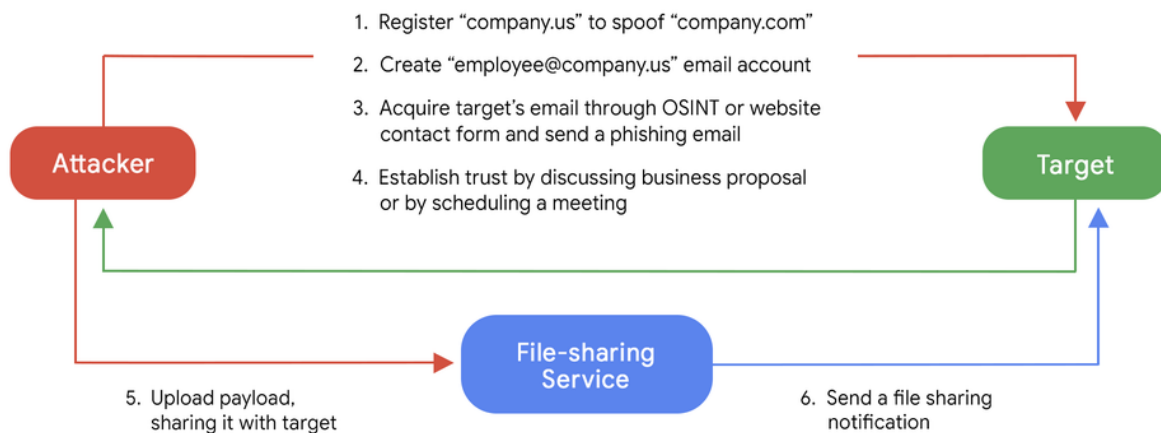 1. Register “company.us” to spoof “company.com”
2. Create “employee@company.us” email account
3. Acquire target’s email through OSINT or website
contact form and send a phishing email
4. Establish trust by discussing business proposal
or by scheduling a meeting
Attacker
Target
File-sharing
Service
5. Upload payload,
sharing it with target
6. Send a file sharing
notification